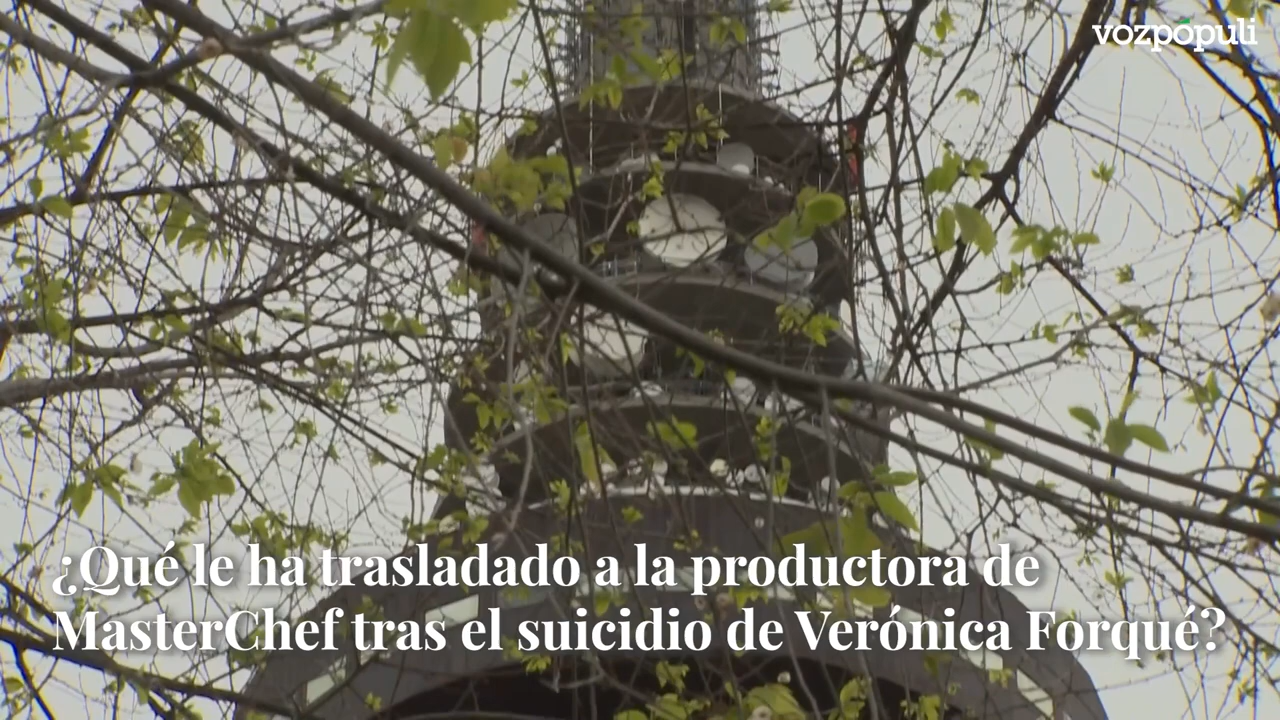 vozpópuli
¿Qué le ha trasladado a la productora de
MasterChef tras el suicidio de Verónica Forqué?